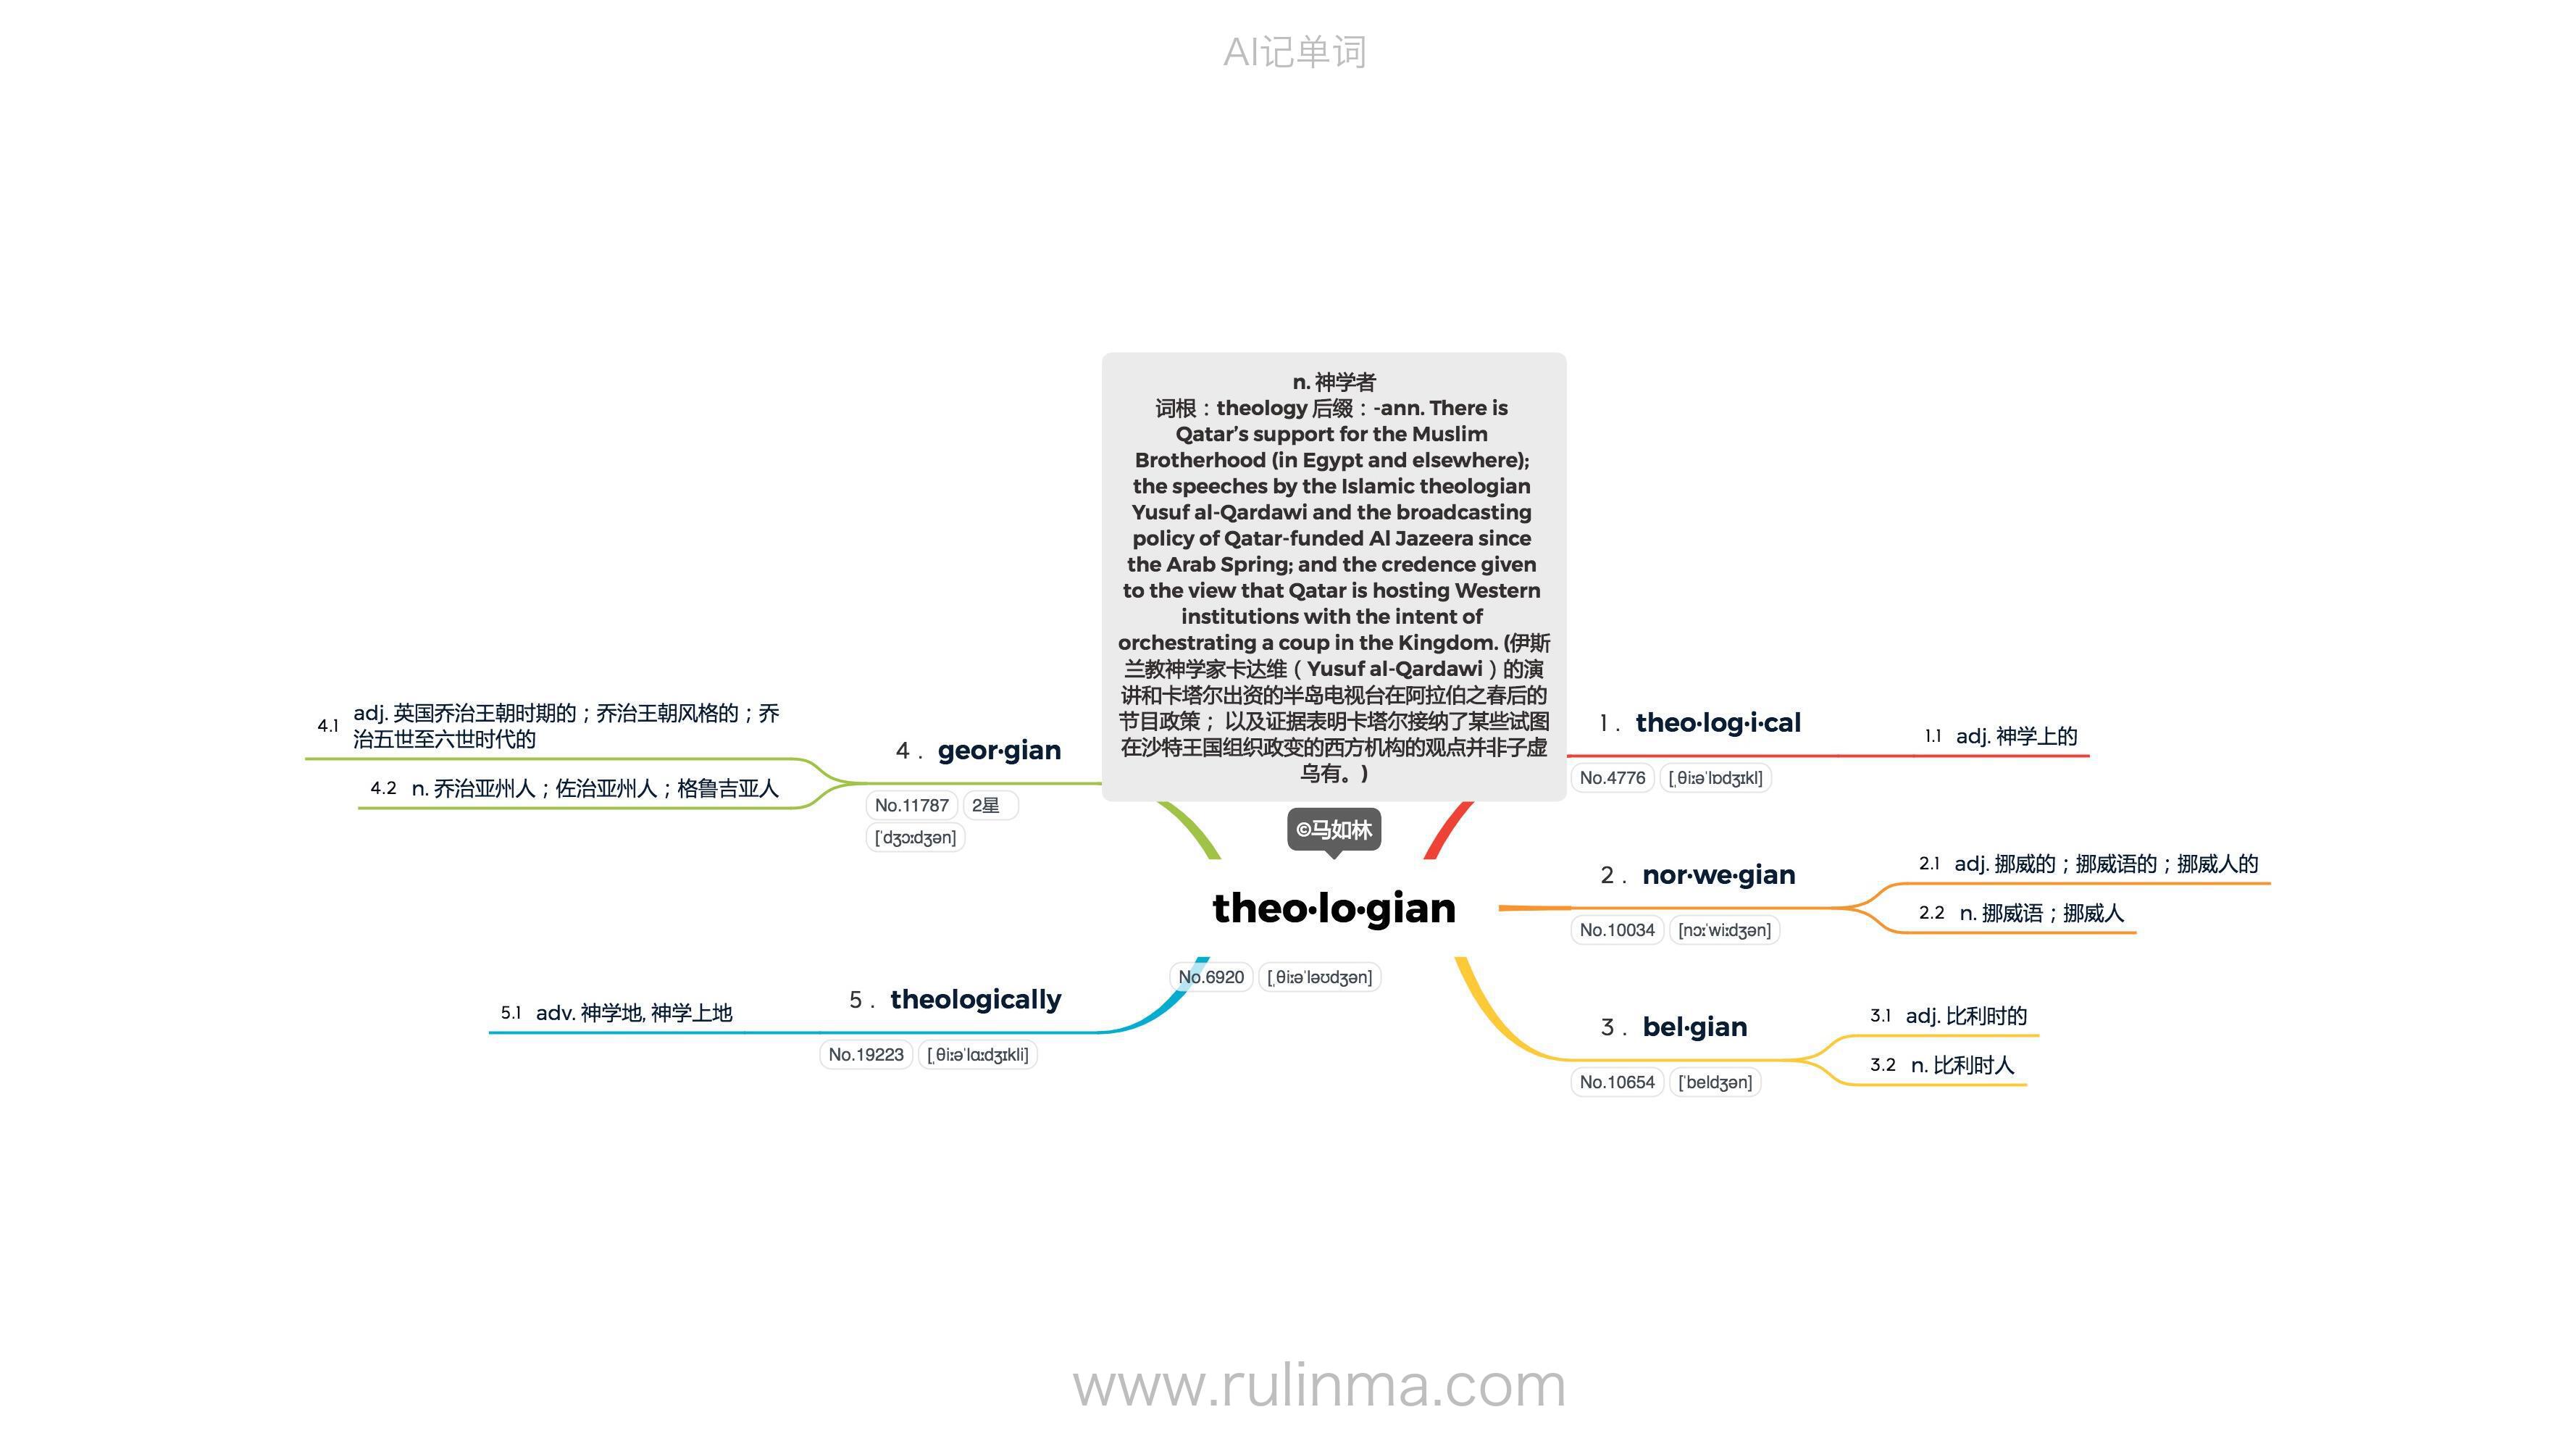 AI记单词
n. 神学者
词根：theology 后缀：-ann. There is
Qatar’s support for the Muslim
Brotherhood (in Egypt and elsewhere);
the speeches by the Islamic theologian
Yusuf al-Qardawi and the broadcasting
policy of Qatar-funded Al Jazeera since
the Arab Spring; and the credence given
to the view that Qatar is hosting Western
institutions with the intent of
orchestrating a coup in the Kingdom. (伊斯
兰教神学家卡达维（Yusuf al-Qardawi）的演
讲和卡塔尔出资的半岛电视台在阿拉伯之春后的
节目政策； 以及证据表明卡塔尔接纳了某些试图
在沙特王国组织政变的西方机构的观点并非子虚
乌有。)
©马如林
theo·lo·gian
No.6920 [ˌθiːəˈləʊdʒən]
1 . theo·log·i·cal
No.4776 [ˌθiːəˈlɒdʒɪkl]
1.1 adj. 神学上的
2 . nor·we·gian
No.10034 [nɔːˈwiːdʒən]
2.1 adj. 挪威的；挪威语的；挪威人的
2.2 n. 挪威语；挪威人
3 . bel·gian
No.10654 [ˈbeldʒən]
3.1 adj. 比利时的
3.2 n. 比利时人
4 . geor·gian
No.11787 2星
[ˈdʒɔːdʒən]
4.1 adj. 英国乔治王朝时期的；乔治王朝风格的；乔
治五世至六世时代的
4.2 n. 乔治亚州人；佐治亚州人；格鲁吉亚人
5 . theologically
No.19223 [ˌθiːəˈlɑːdʒɪkli]
5.1 adv. 神学地, 神学上地
www.rulinma.com